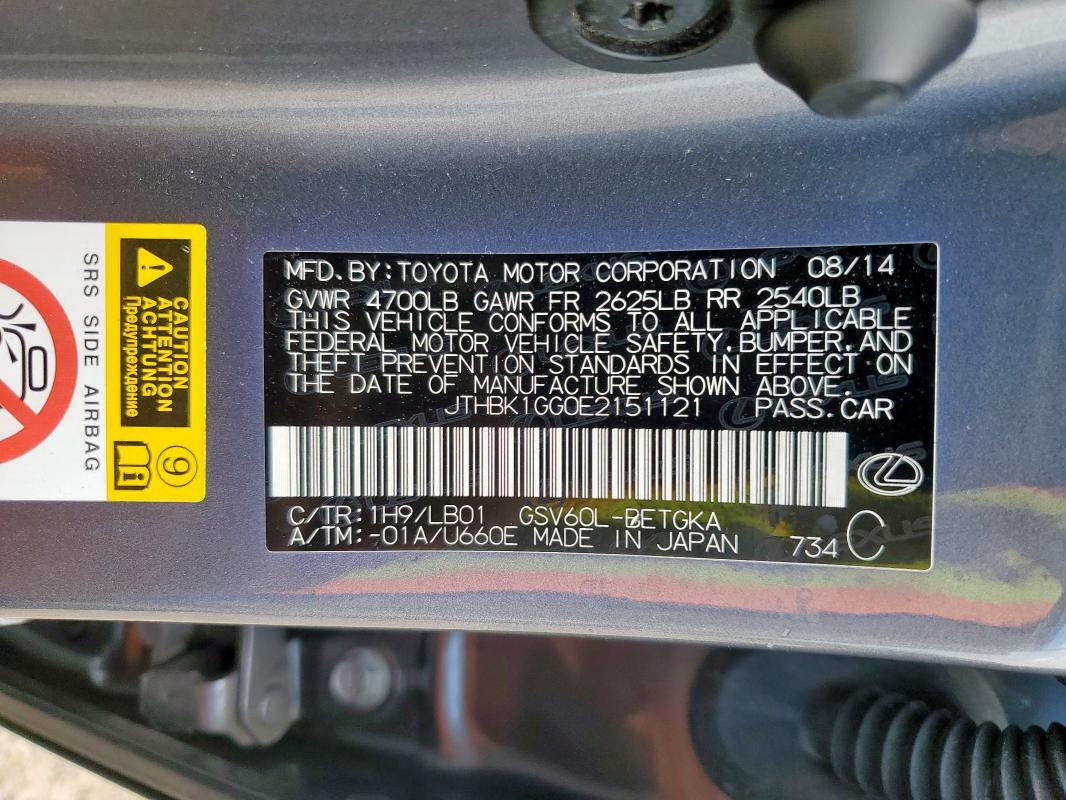 MFD.BY:TOYOTA MOTOR CORPORATION 08/14
GVWR 4700LB GAWR FR 2625LB RR 2540LB
THIS VEHICLE CONFORMS TO ALL APPLICABLE
FEDERAL MOTOR VEHICLE SAFETY,BUMPER,AND
THEFT PREVENTION STANDARDS IN EFFECT ON
THE DATE OF MANUFACTURE SHOWN ABOVE.
JTHBK1GG0E2151121 PASS.CAR
C/TR:1H9/LB01 GSV60L-BETGKA
A/TM:-01A/U660E MADE IN JAPAN 734 C
CAUTION
ATTENTION
ACHTUNG
Предупреждение
SRS SIDE AIRBAG
9